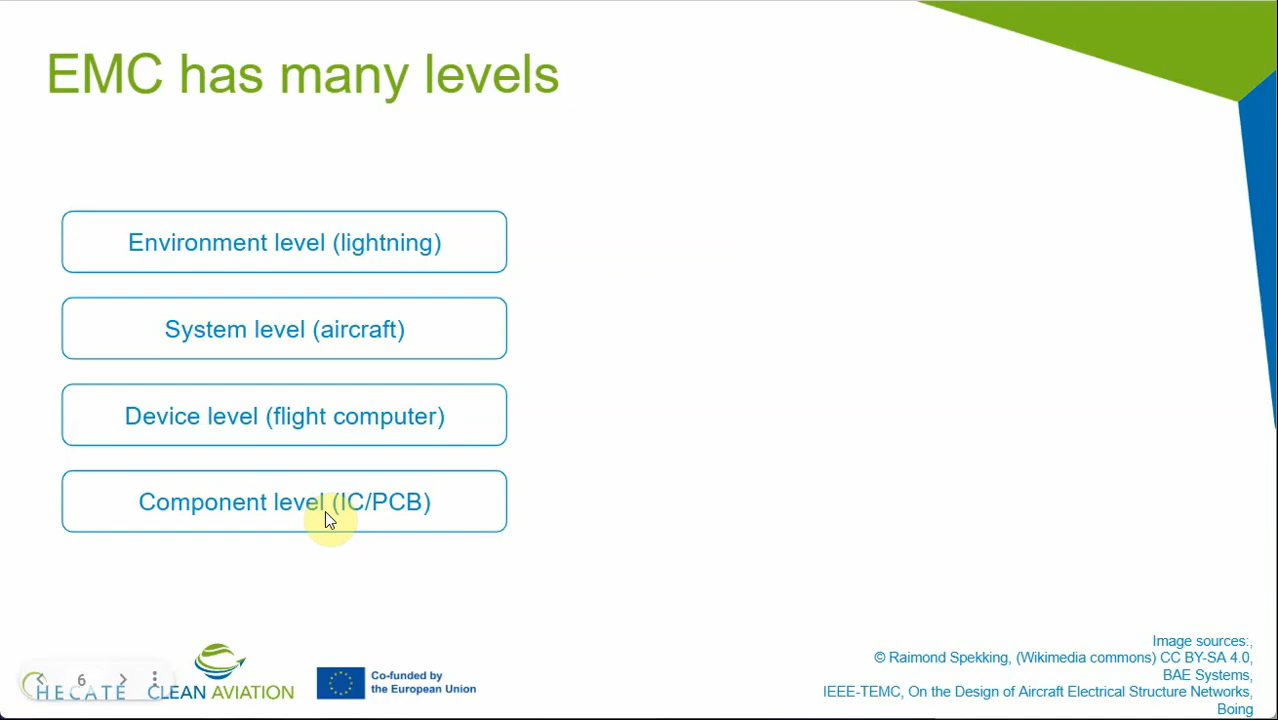 EMC has many levels
Environment level (lightning)
System level (aircraft)
Device level (flight computer)
Component level (IC/PCB)
6
HECATE
CLEAN AVIATION
Co-funded by
the European Union
Image sources:,
© Raimond Spekking, (Wikimedia commons) CC BY-SA 4.0,
BAE Systems,
IEEE-TEMC, On the Design of Aircraft Electrical Structure Networks,
Boing